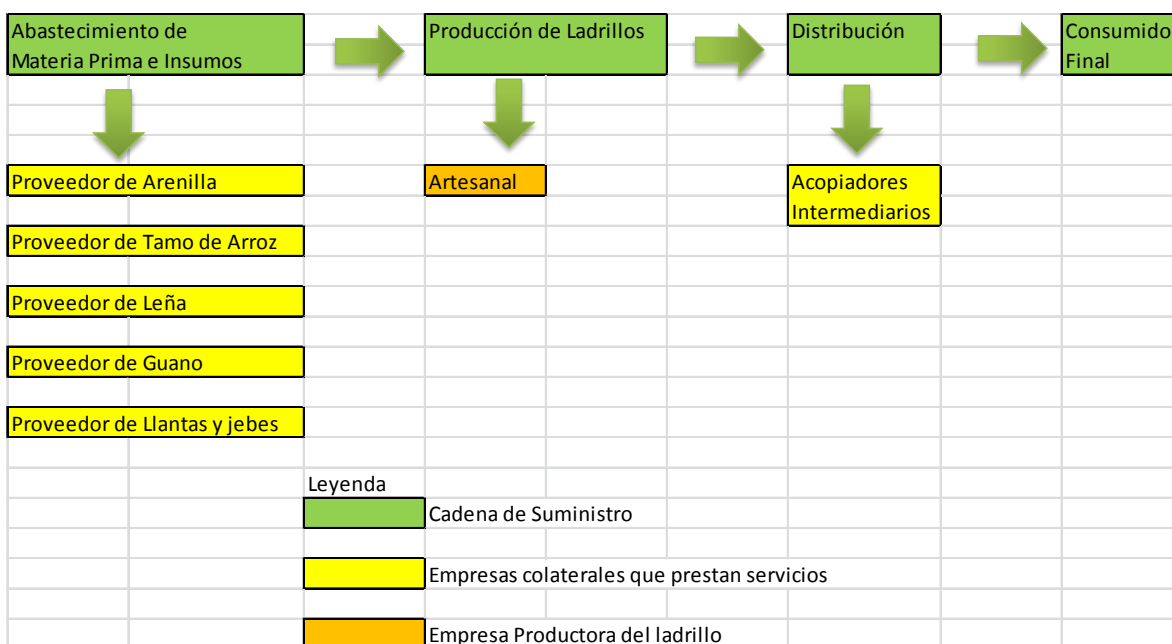 Abastecimiento de
Materia Prima e Insumos
Producción de Ladrillos
Distribución
Consumido
Final
Proveedor de Arenilla
Artesanal
Acopiadores
Intermediarios
Proveedor de Tamo de Arroz
Proveedor de Leña
Proveedor de Guano
Proveedor de Llantas y jebes
Leyenda
Cadena de Suministro
Empresas colaterales que prestan servicios
Empresa Productora del ladrillo